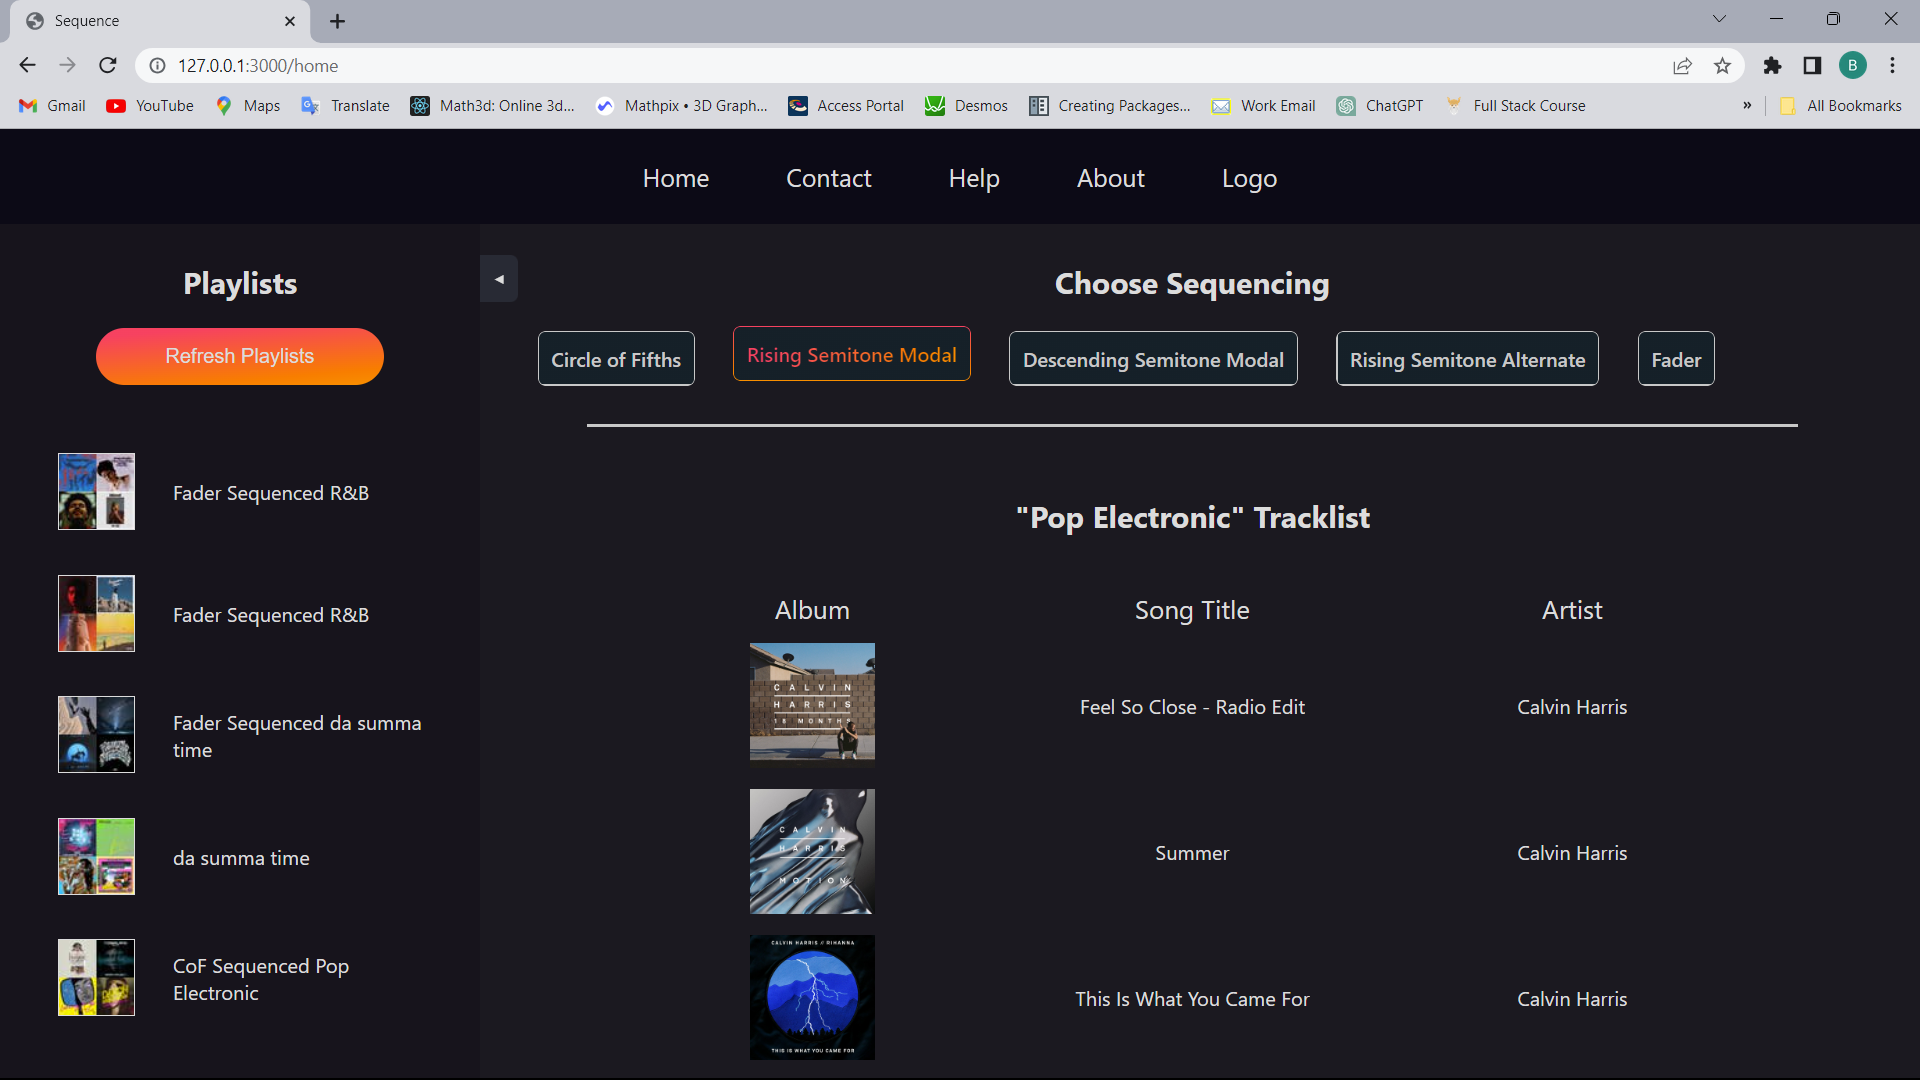 Sequence
127.0.0.1:3000/home
B
Gmail
YouTube
Maps
Translate
Math3d: Online 3d...
Mathpix • 3D Graph...
Access Portal
Desmos
Creating Packages...
Work Email
ChatGPT
Full Stack Course
»
All Bookmarks
Home
Contact
Help
About
Logo
Playlists
Refresh Playlists
Fader Sequenced R&B
Fader Sequenced R&B
Fader Sequenced da summa
time
da summa time
CoF Sequenced Pop
Electronic
Choose Sequencing
Circle of Fifths
Rising Semitone Modal
Descending Semitone Modal
Rising Semitone Alternate
Fader
"Pop Electronic" Tracklist
Album
Song Title
Artist
CALVIN
HARRIS
18 MONTHS
Feel So Close - Radio Edit
Calvin Harris
CALVIN
HARRIS
MOTION
Summer
Calvin Harris
CALVIN HARRIS // RIHANNA
THIS IS WHAT YOU CAME FOR
This Is What You Came For
Calvin Harris